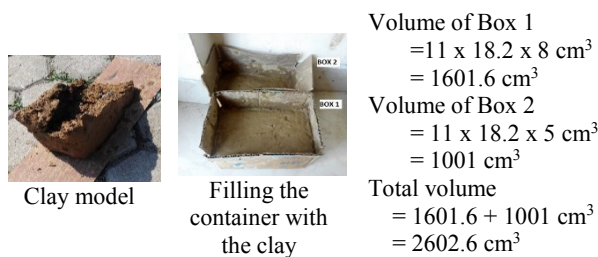 Clay model
BOX 2
BOX 1
Filling the
container with
the clay
Volume of Box 1
=11 x 18.2 x 8 cm³
= 1601.6 cm³
Volume of Box 2
= 11 x 18.2 x 5 cm³
= 1001 cm³
Total volume
= 1601.6 + 1001 cm³
= 2602.6 cm³